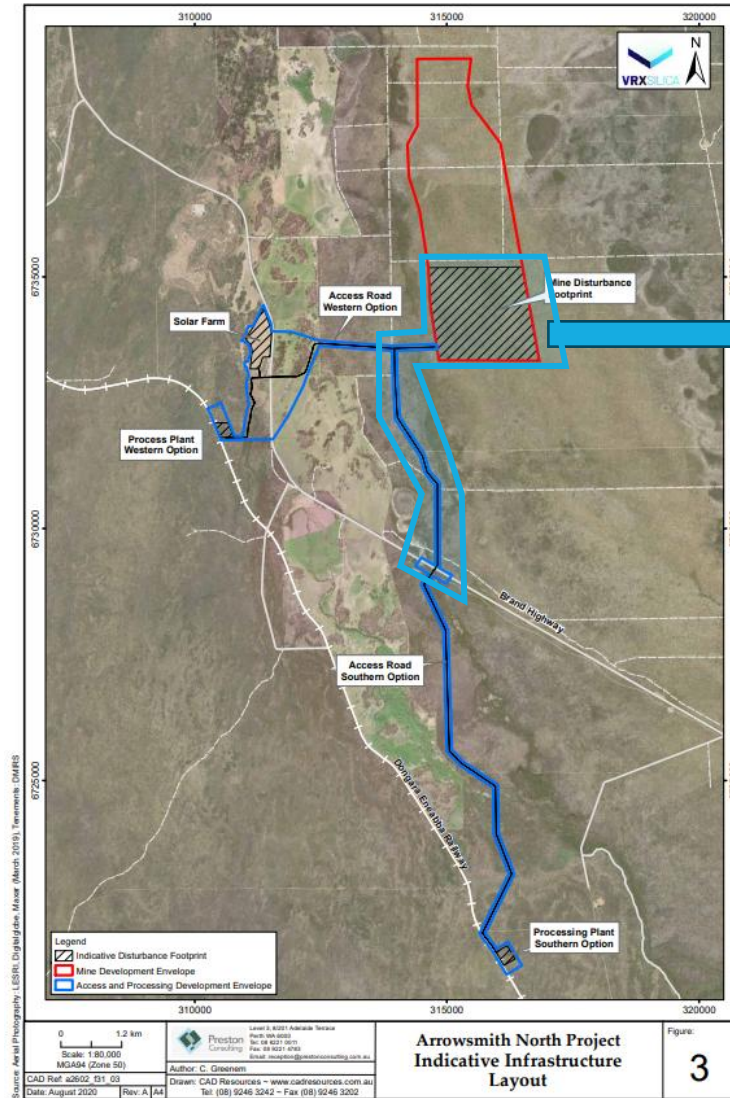 310000
315000
320000
N
VRXSILICA
6735000
Mine Disturbance
Footprint
Access Road
Western Option
Solar Farm
Process Plant
Western Option
6730000
Brand Highway
Access Road
Southern Option
6725000
Dongara Eneabba Railway
Processing Plant
Southern Option
Legend
Indicative Disturbance Footprint
Mine Development Envelope
Access and Processing Development Envelope
310000
315000
320000
0 1.2 km
Scale: 1:80,000
MGA94 (Zone 50)
CAD Ref: a2602_f31_03
Date: August 2020 Rev: A A4
Preston
Consulting
Author: C. Greenem
Drawn: CAD Resources ~ www.cadresources.com.au
Tel: (08) 9246 3242 ~ Fax (08) 9246 3202
Arrowsmith North Project
Indicative Infrastructure
Layout
Figure:
3